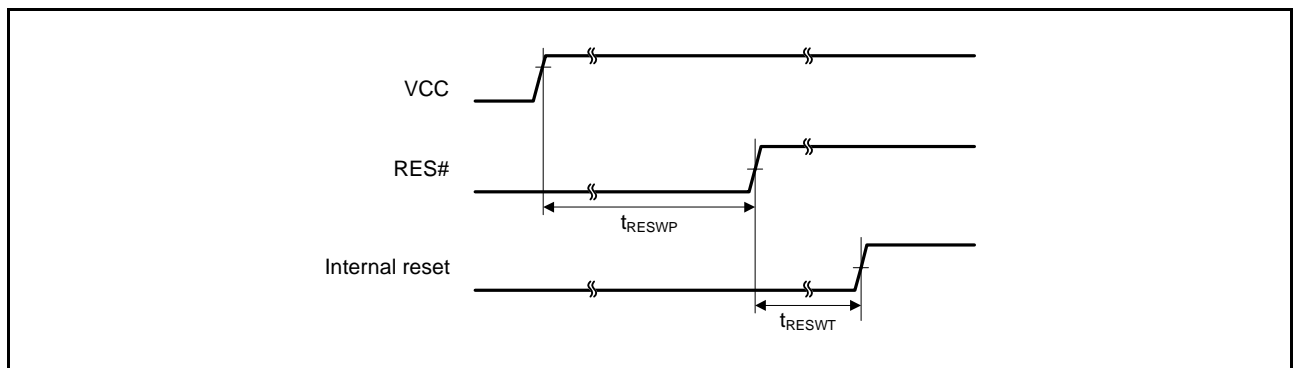 VCC
RES#
tRESWP
Internal reset
tRESWT